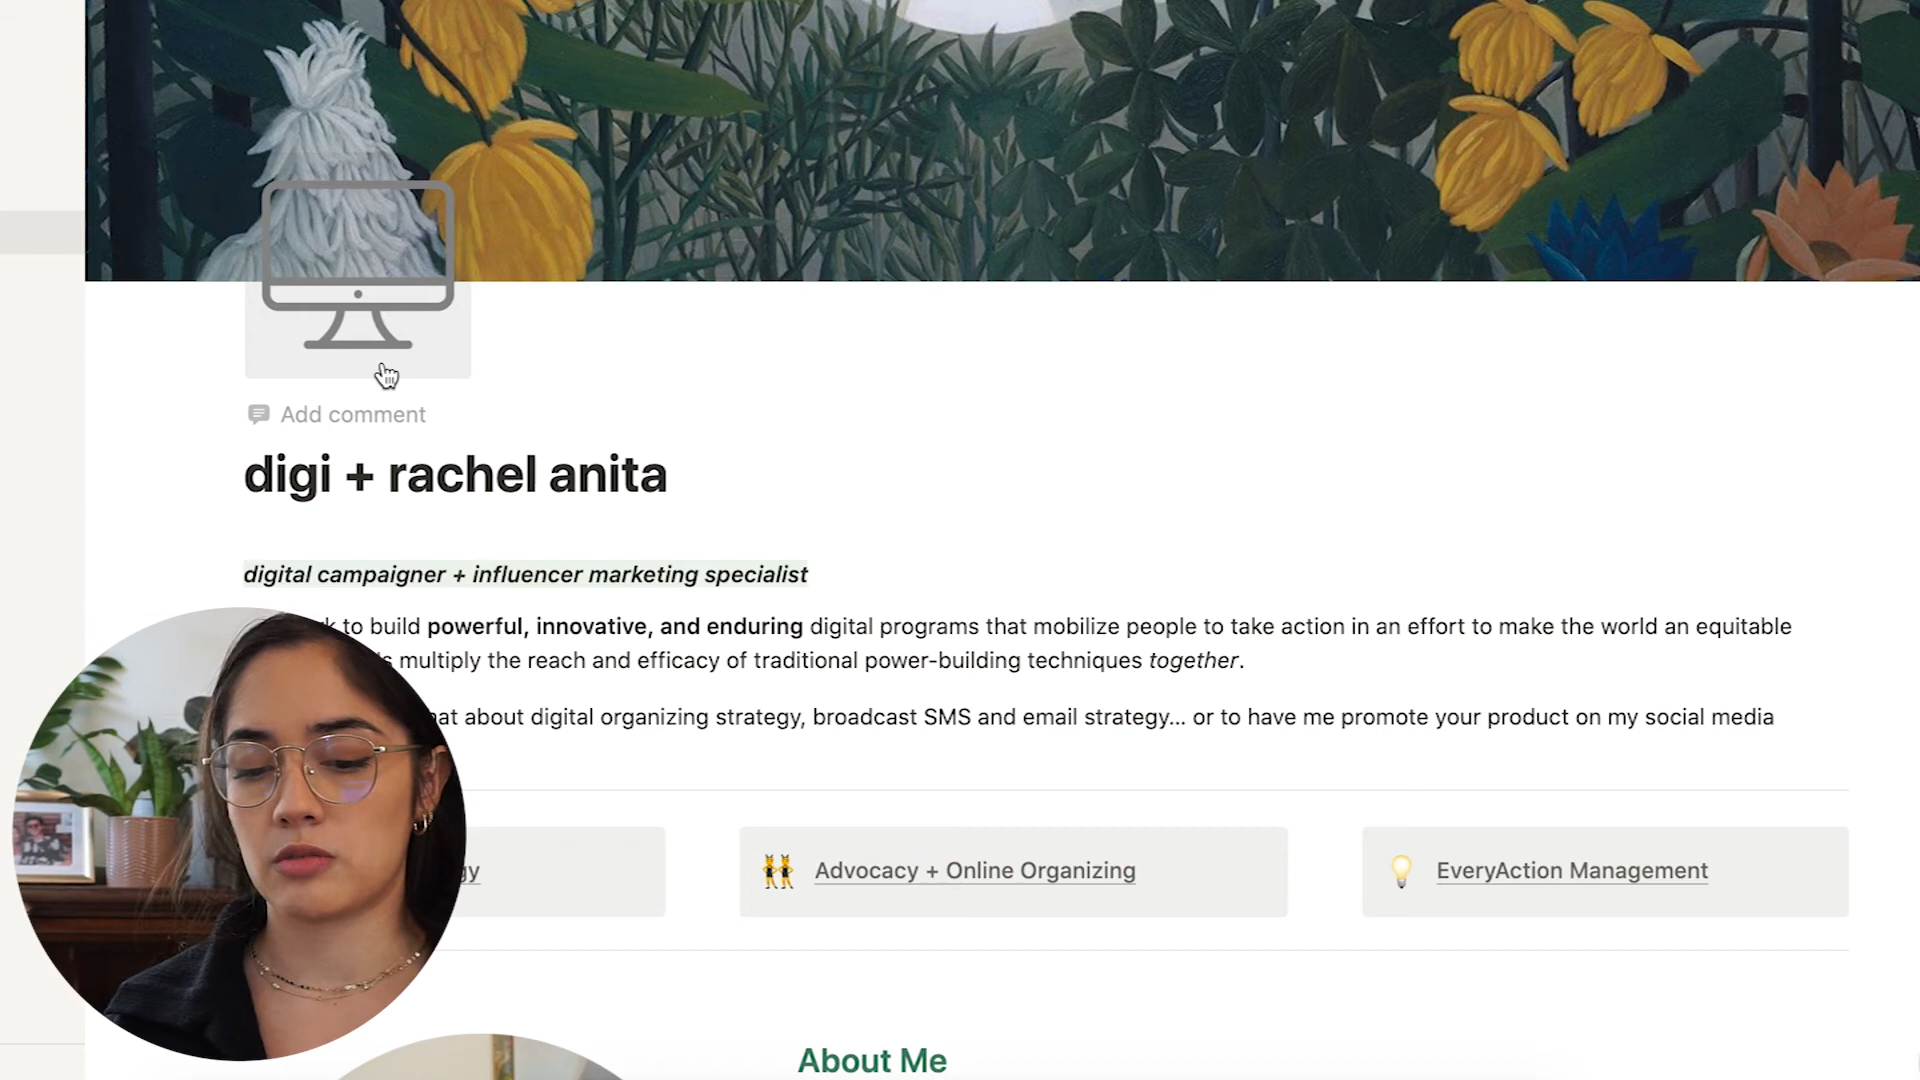 Add comment
digi + rachel anita
digital campaigner + influencer marketing specialist
to build powerful, innovative, and enduring digital programs that mobilize people to take action in an effort to make the world an equitable
multiply the reach and efficacy of traditional power-building techniques together.
about digital organizing strategy, broadcast SMS and email strategy... or to have me promote your product on my social media
Advocacy + Online Organizing
EveryAction Management
About Me